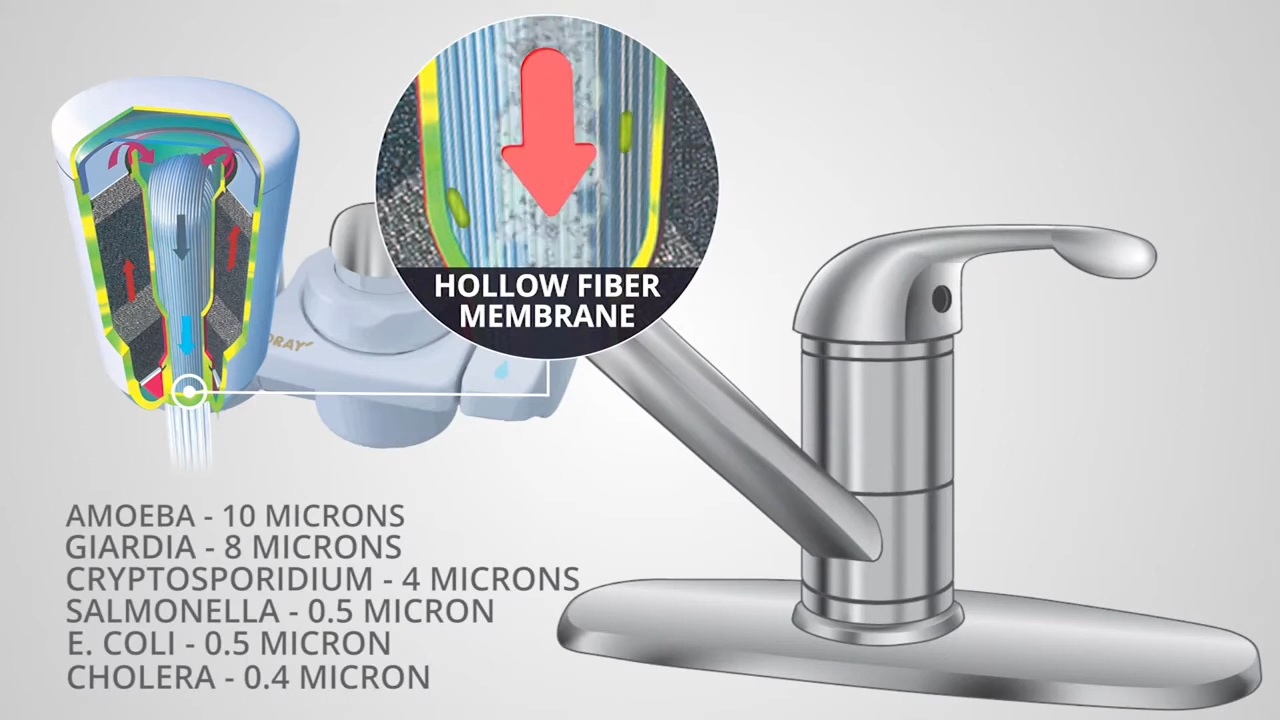 HOLLOW FIBER
MEMBRANE
AMOEBA - 10 MICRONS
GIARDIA - 8 MICRONS
CRYPTOSPORIDIUM - 4 MICRONS
SALMONELLA - 0.5 MICRON
E. COLI - 0.5 MICRON
CHOLERA - 0.4 MICRON